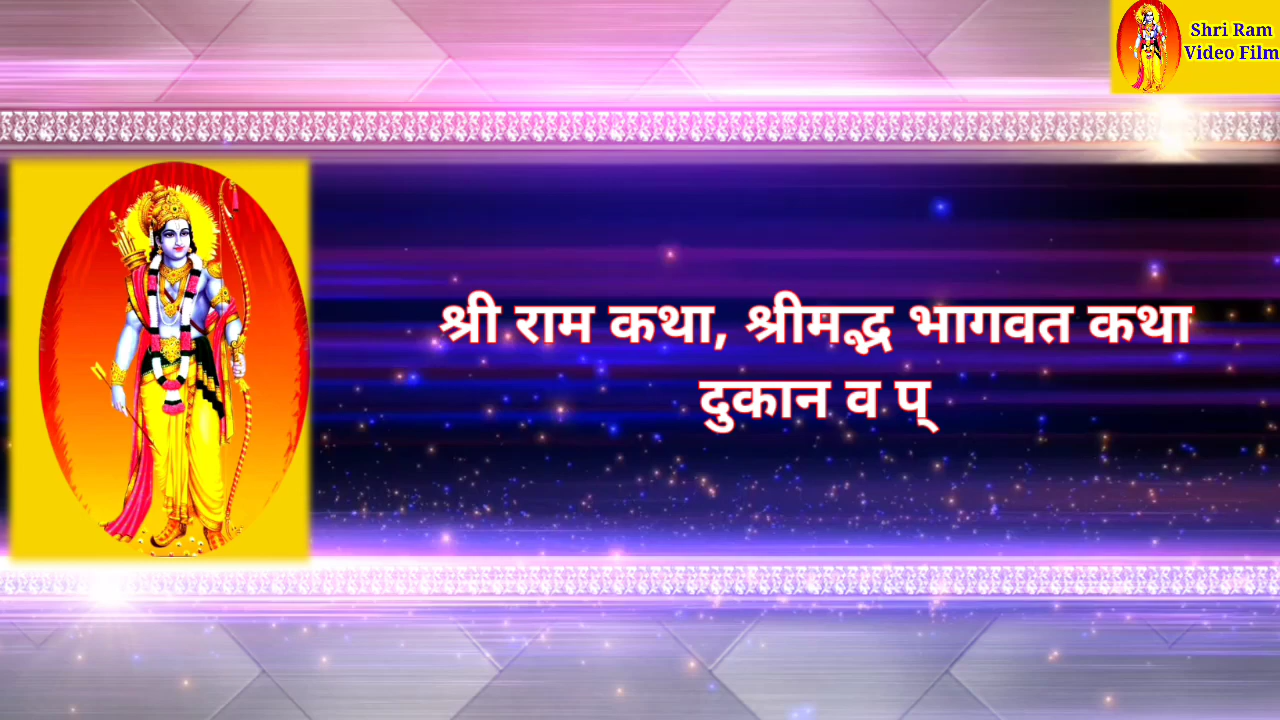 Shri Ram
Video Film
श्री राम कथा, श्रीमद्भ भागवत कथा
दुकान व प्